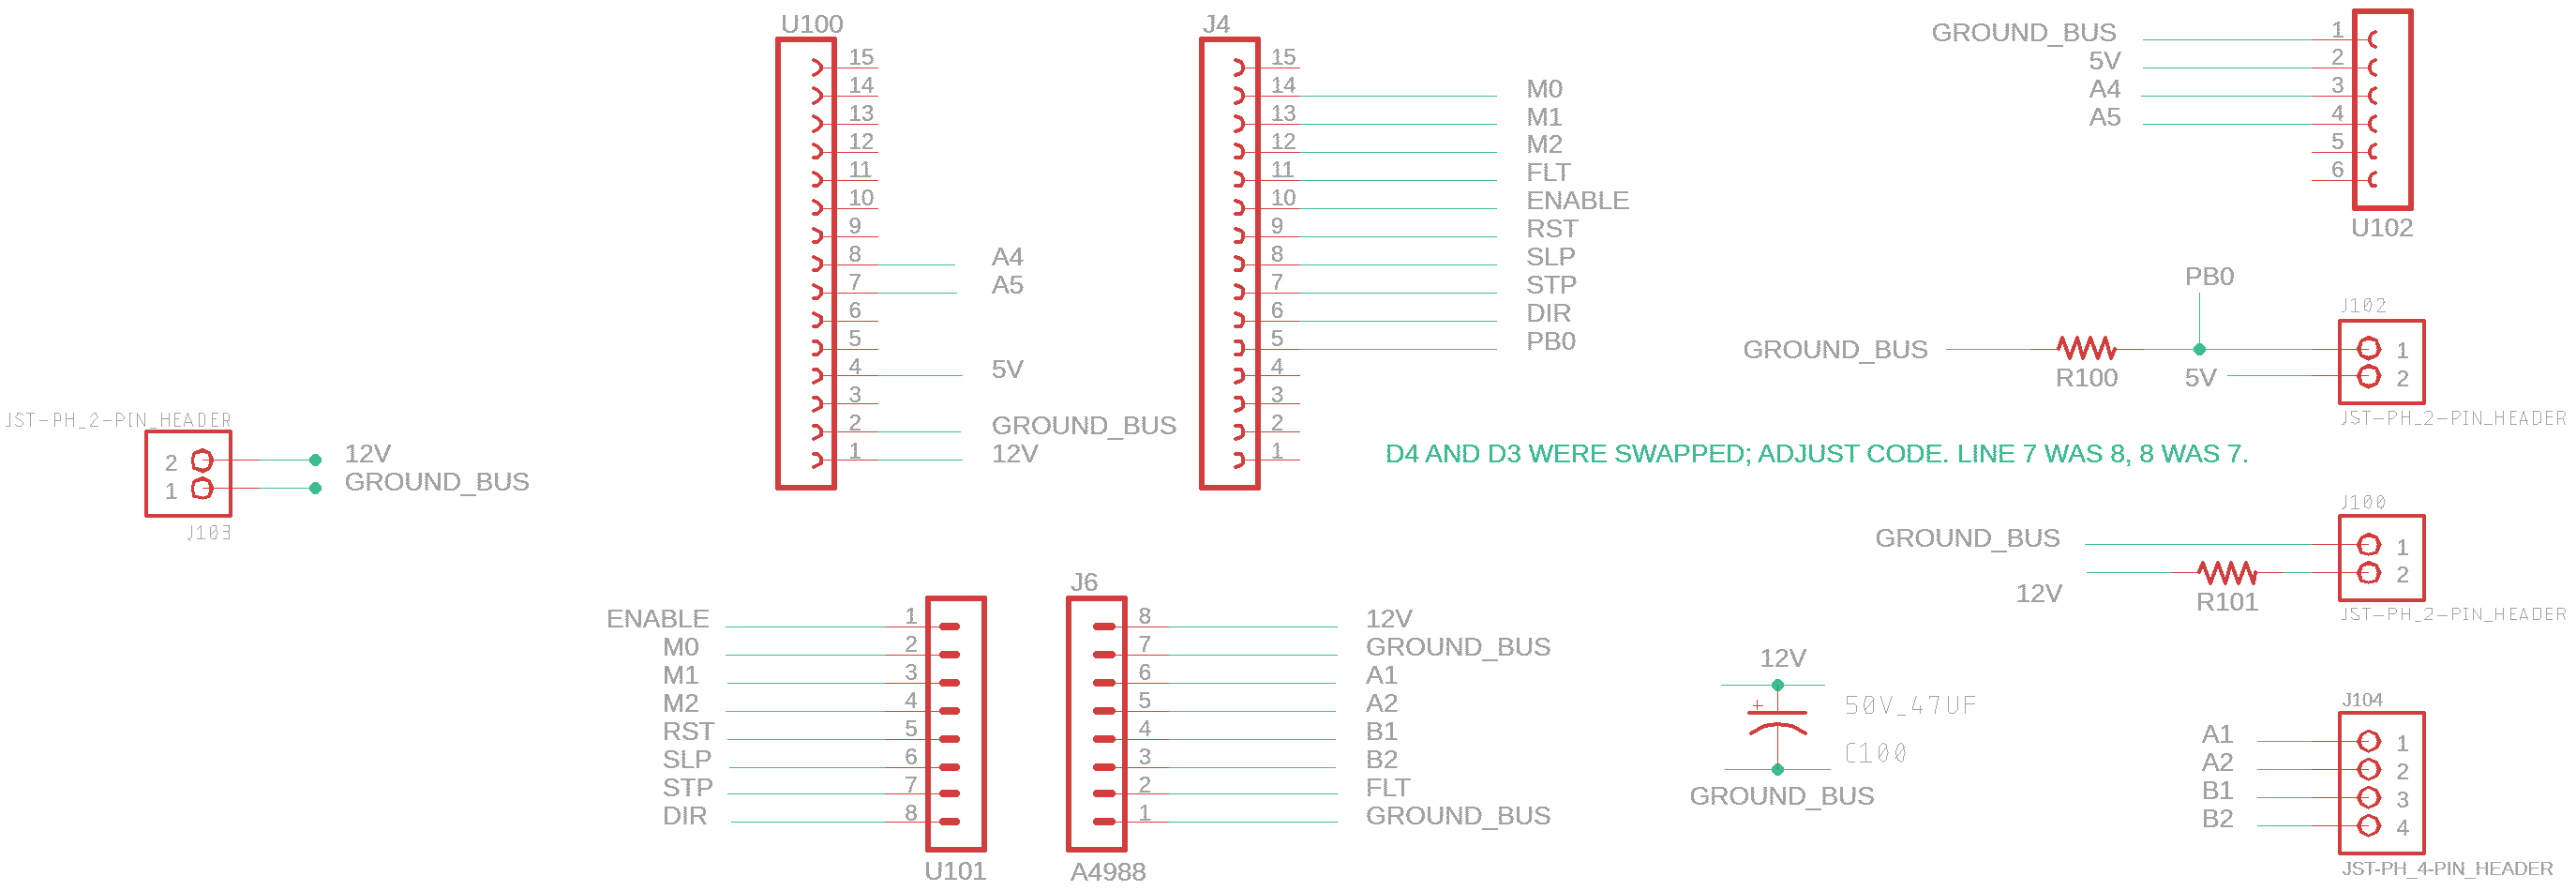 U100
15
14
13
12
11
10
9
8 A4
7 A5
6
5
4 5V
3
2 GROUND_BUS
1 12V
J4
15
14 M0
13 M1
12 M2
11 FLT
10 ENABLE
9 RST
8 SLP
7 STP
6 DIR
5 PB0
4
3
2
1
GROUND_BUS 1
5V 2
A4 3
A5 4
5
6
U102
PB0
J102
GROUND_BUS 1
R100 5V 2
JST-PH_2-PIN_HEADER
JST-PH_2-PIN_HEADER
2 12V
1 GROUND_BUS
J103
D4 AND D3 WERE SWAPPED; ADJUST CODE. LINE 7 WAS 8, 8 WAS 7.
J100
GROUND_BUS 1
12V 2
R101
JST-PH_2-PIN_HEADER
ENABLE 1
M0 2
M1 3
M2 4
RST 5
SLP 6
STP 7
DIR 8
U101
J6
8 12V
7 GROUND_BUS
6 A1
5 A2
4 B1
3 B2
2 FLT
1 GROUND_BUS
A4988
12V
+
50V_47UF
C100
GROUND_BUS
J104
A1 1
A2 2
B1 3
B2 4
JST-PH_4-PIN_HEADER